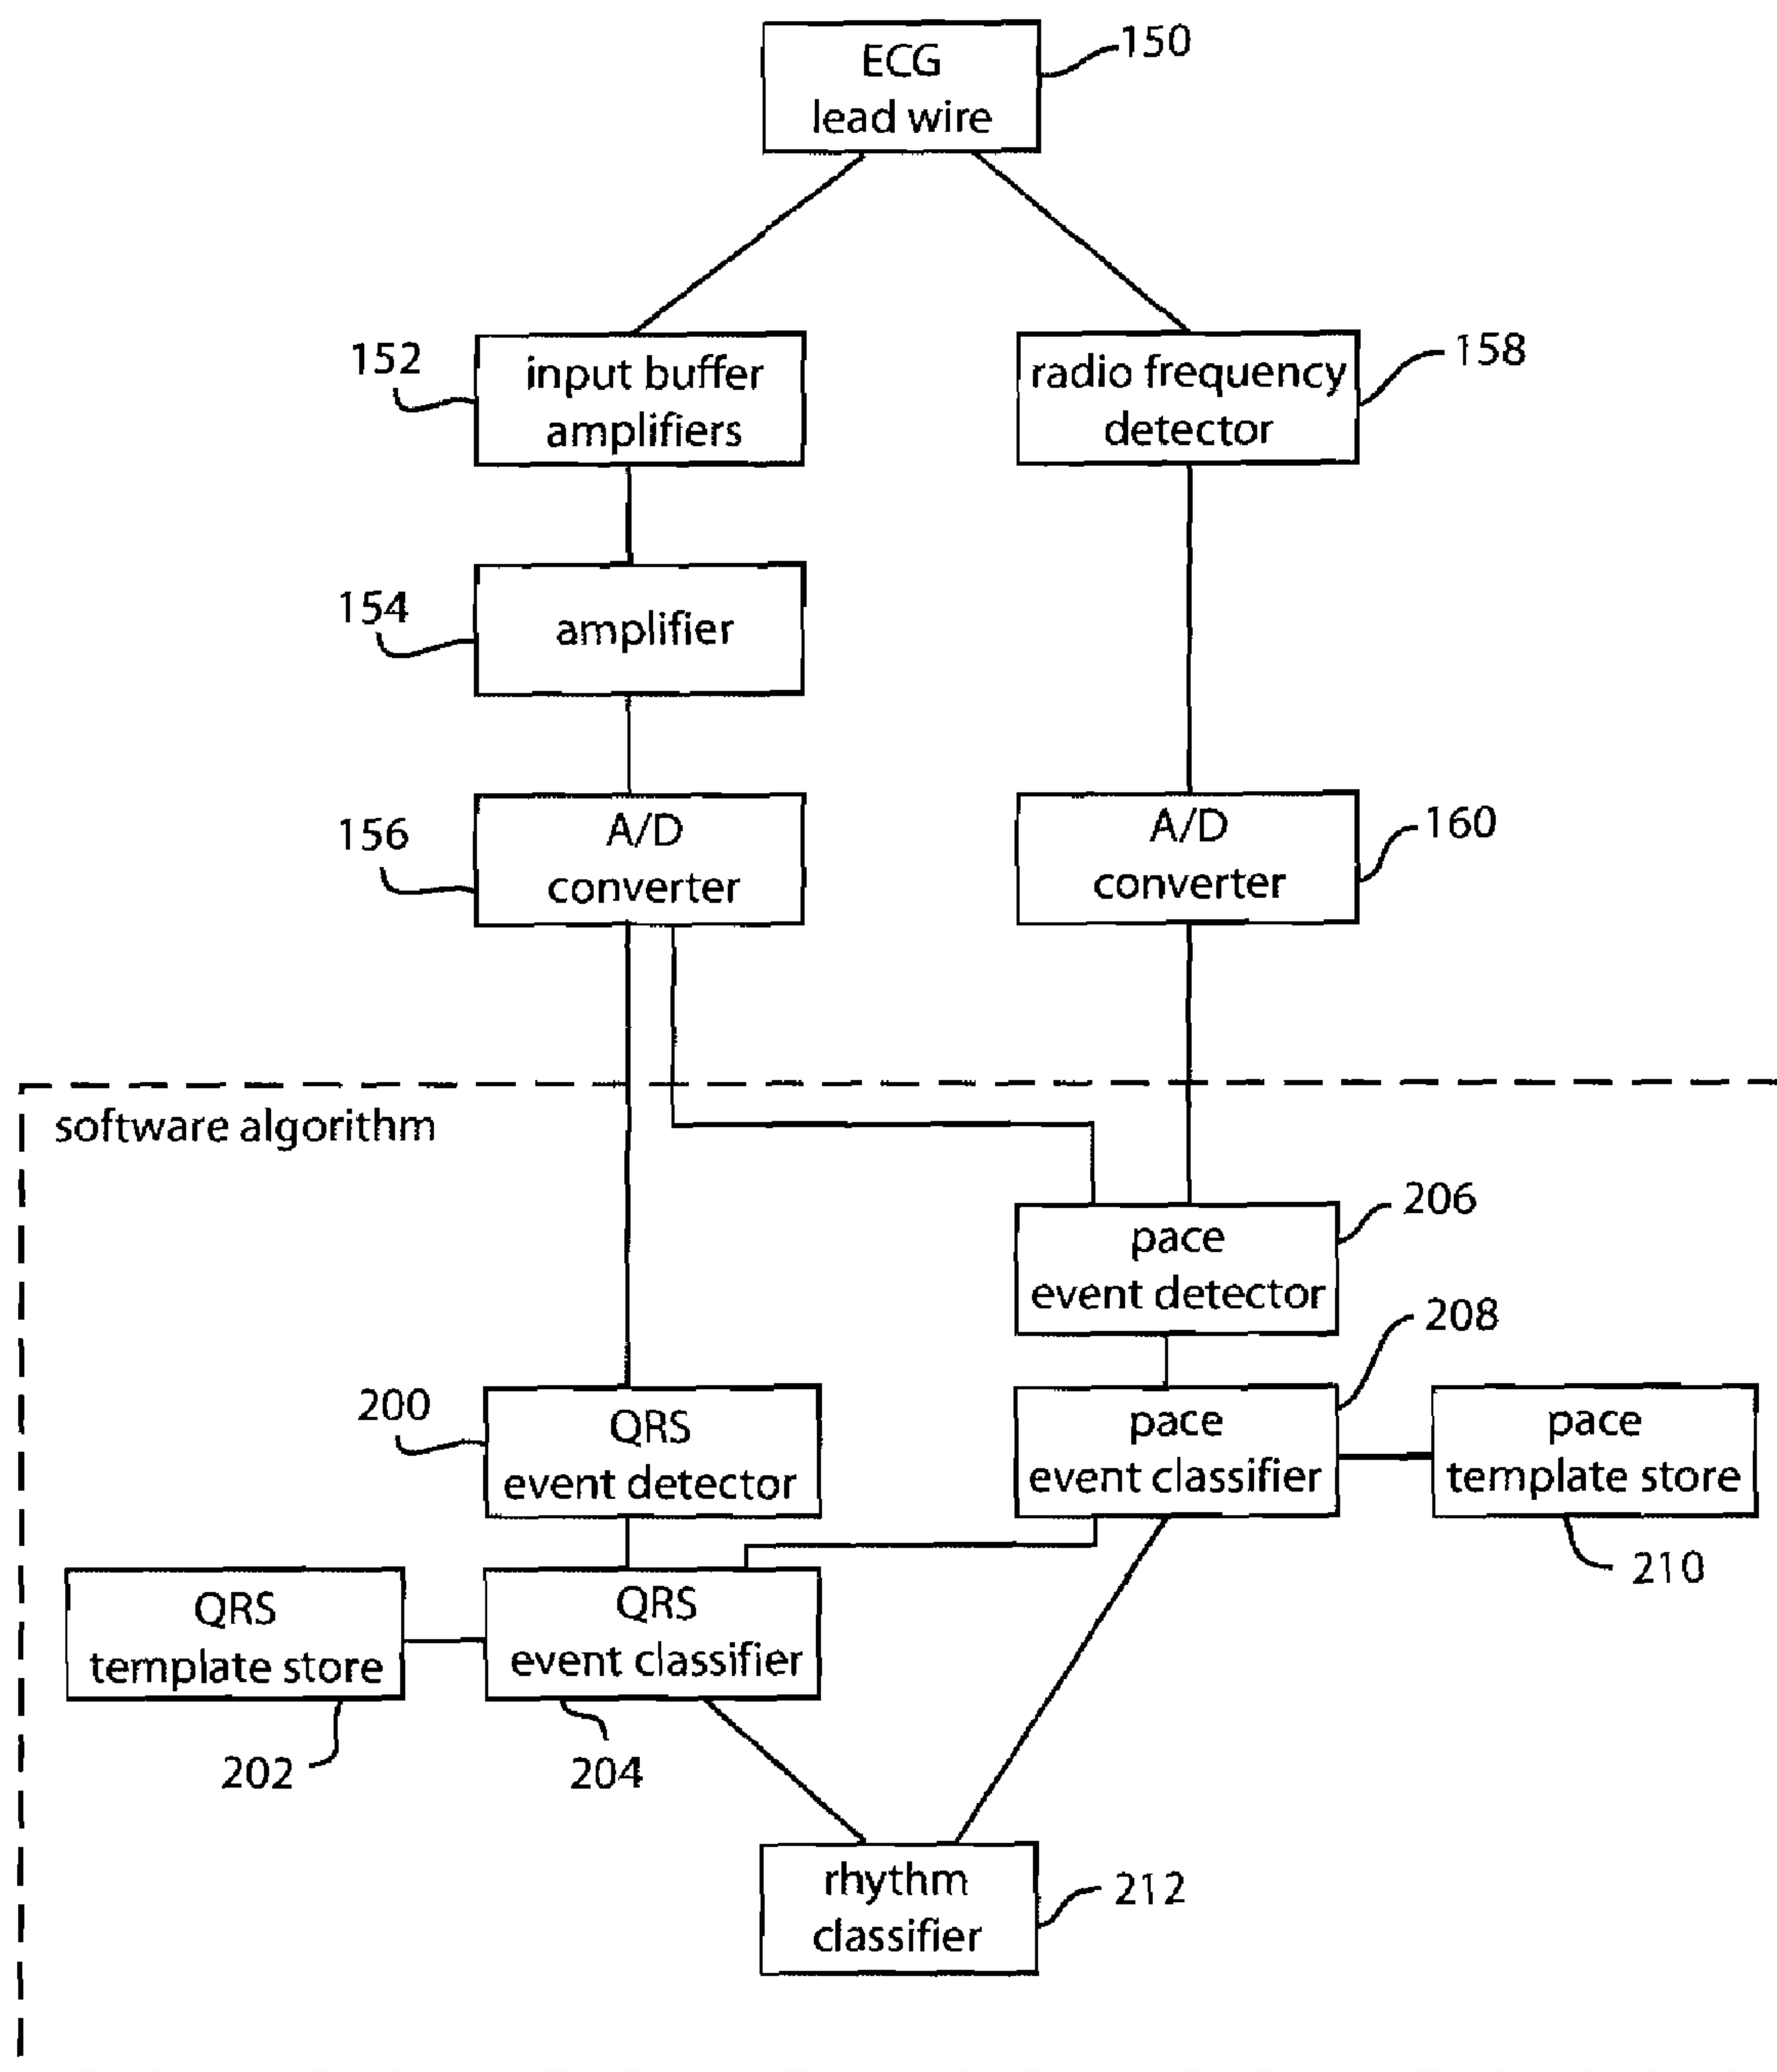 ECG
lead wire
150
152
input buffer
amplifiers
radio frequency
detector
158
154
amplifier
156
A/D
converter
A/D
converter
160
software algorithm
pace
event detector
206
208
200
QRS
event detector
pace
event classifier
pace
template store
210
QRS
template store
QRS
event classifier
202
204
rhythm
classifier
212